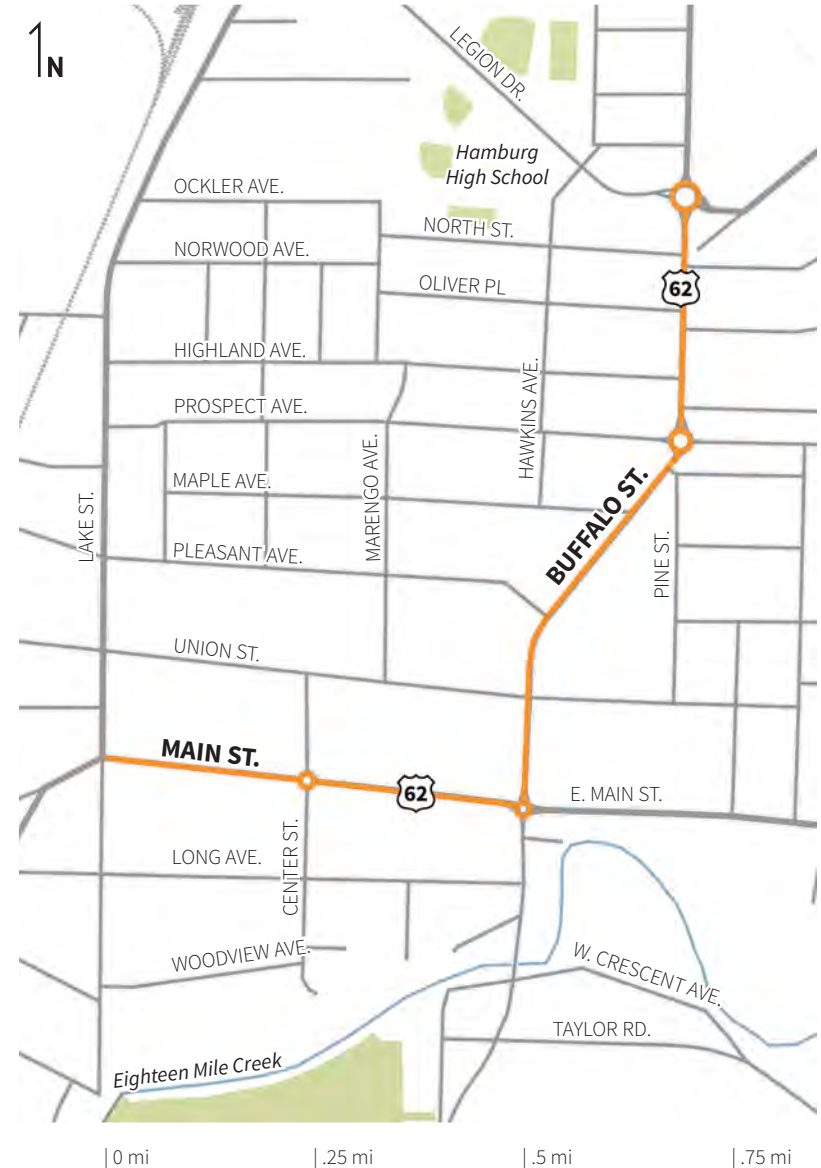 N
LEGION DR.
Hamburg
High School
OCKLER AVE.
NORTH ST.
NORWOOD AVE.
OLIVER PL
62
HIGHLAND AVE.
HAWKINS AVE.
PROSPECT AVE.
MARENGO AVE.
MAPLE AVE.
BUFFALO ST.
LAKE ST.
PLEASANT AVE.
PINE ST.
UNION ST.
MAIN ST.
62
E. MAIN ST.
CENTER ST.
LONG AVE.
WOODVIEW AVE.
W. CRESCENT AVE.
TAYLOR RD.
Eighteen Mile Creek
0 mi
.25 mi
.5 mi
.75 mi